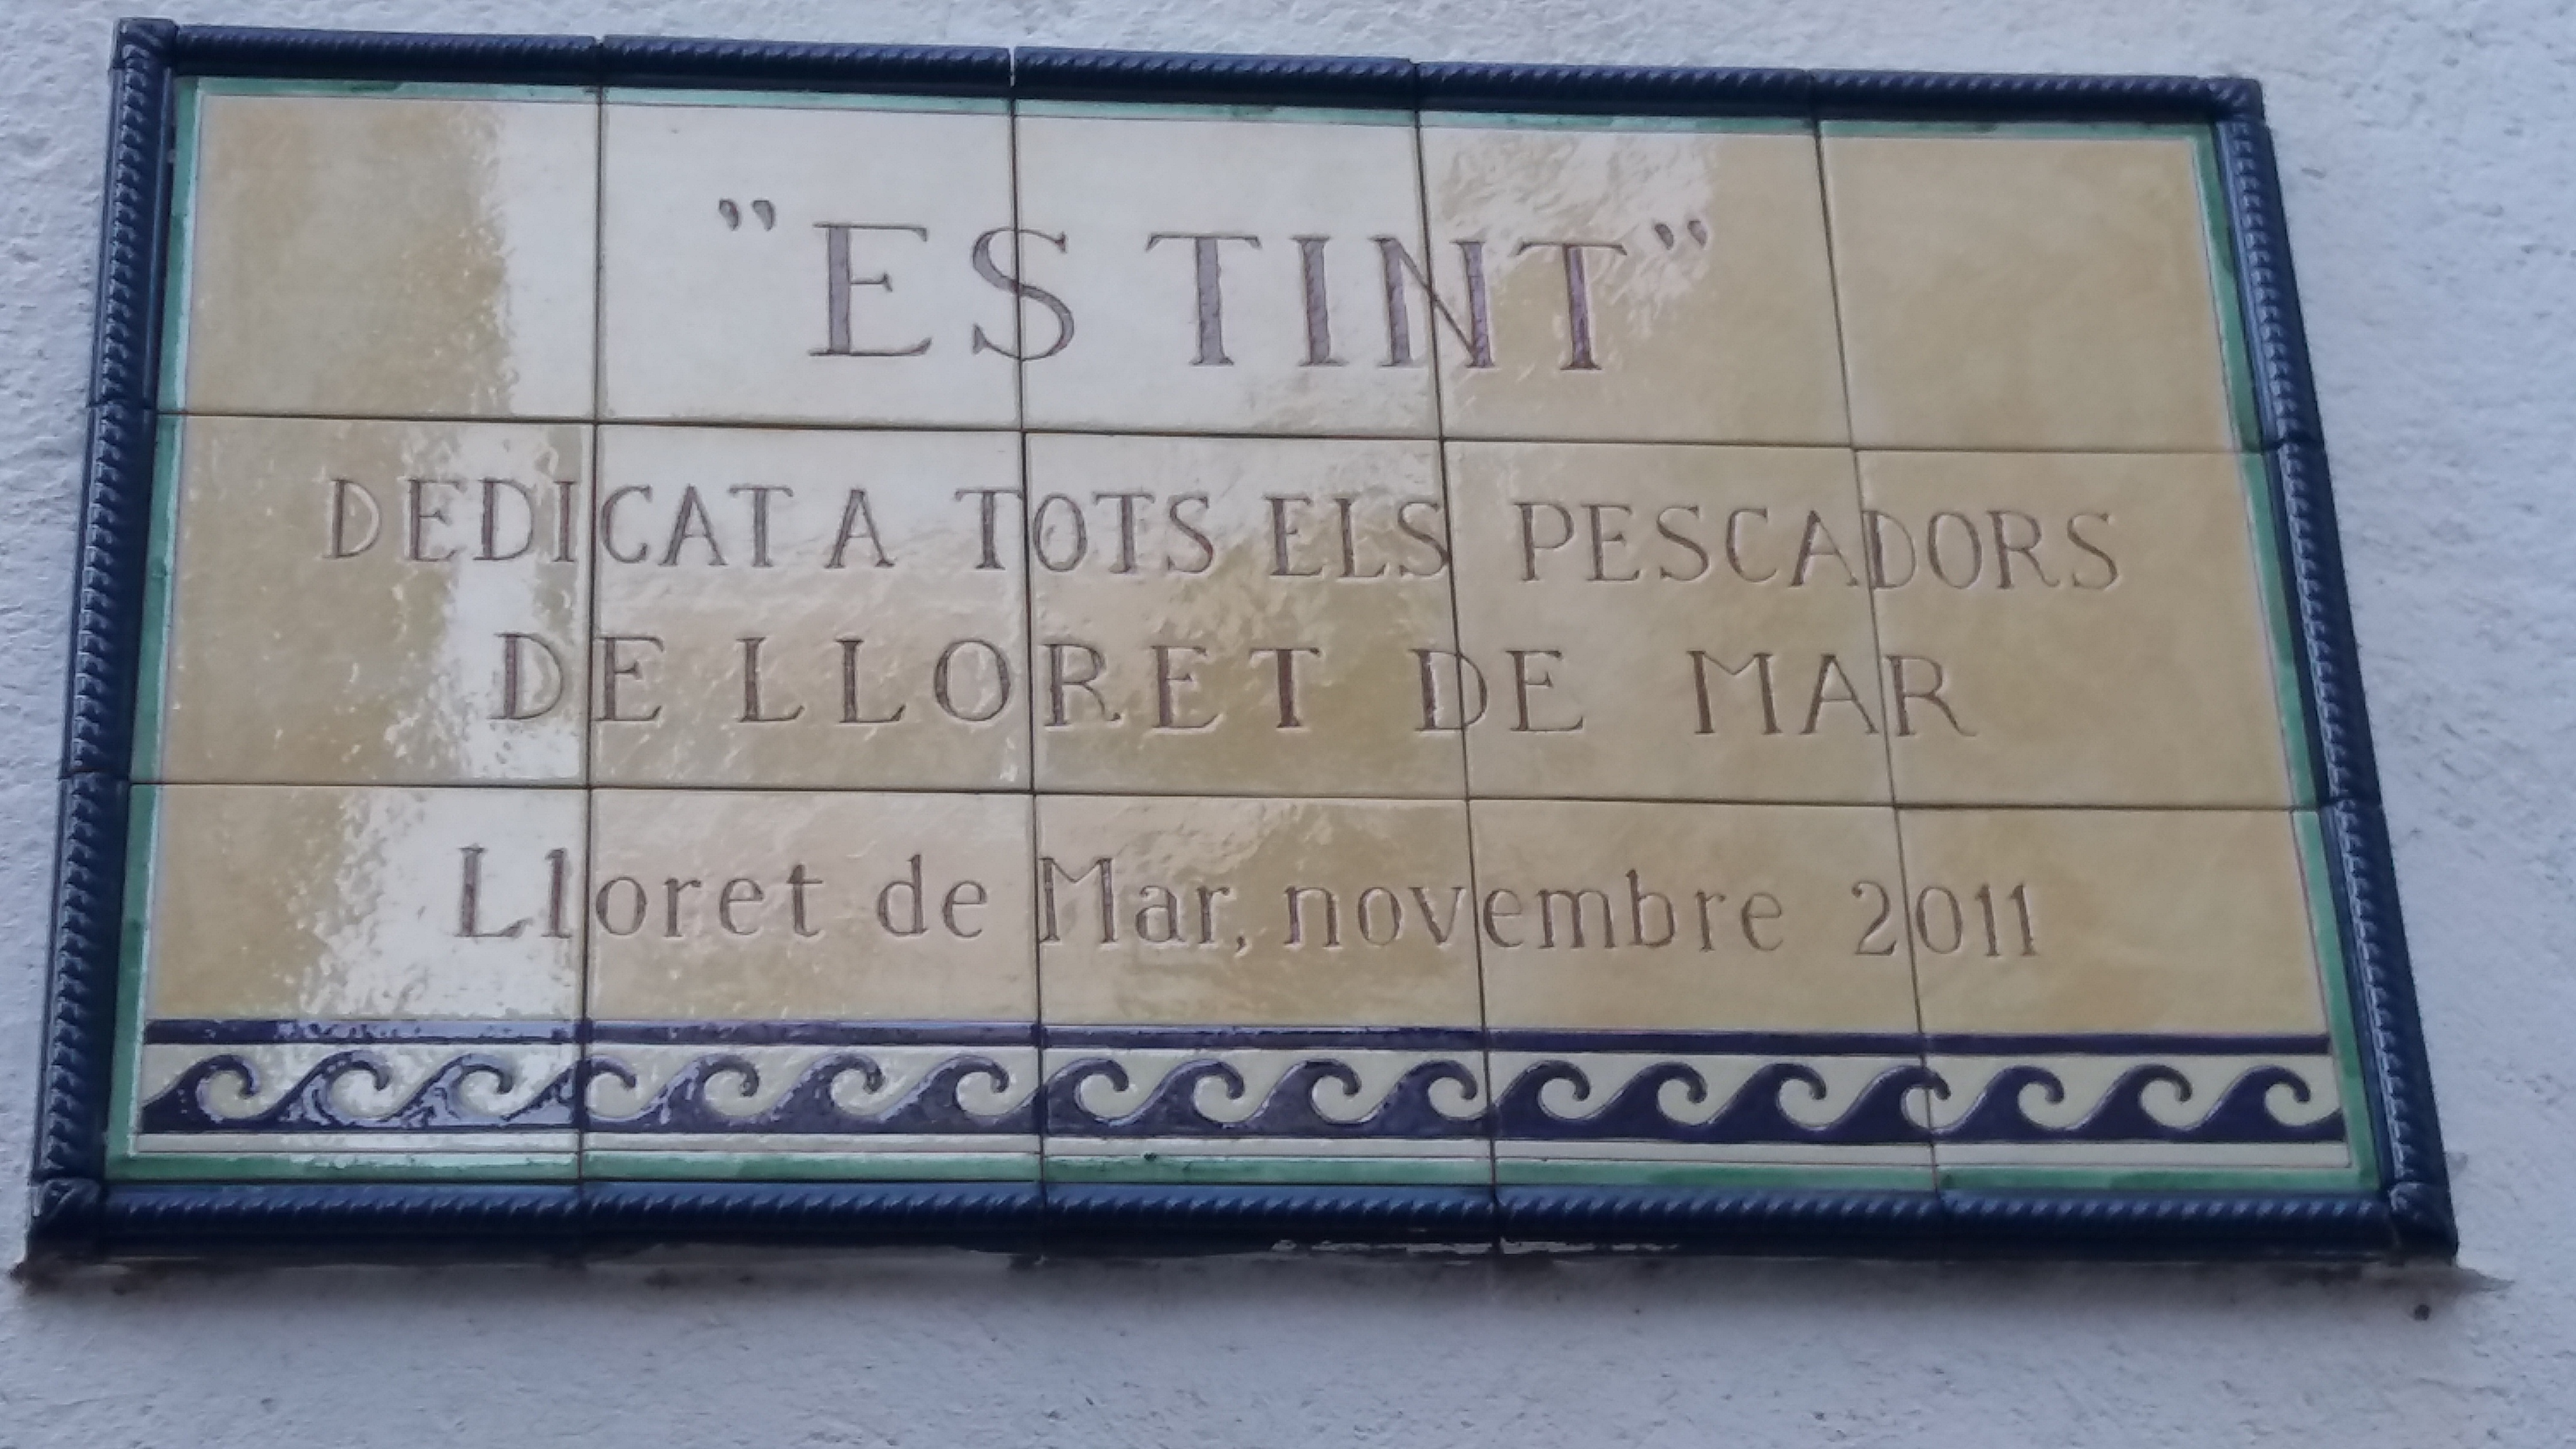 "ES TINT"
DEDICAT A TOTS ELS PESCADORS
DE LLORET DE MAR
Lloret de Mar, novembre 2011